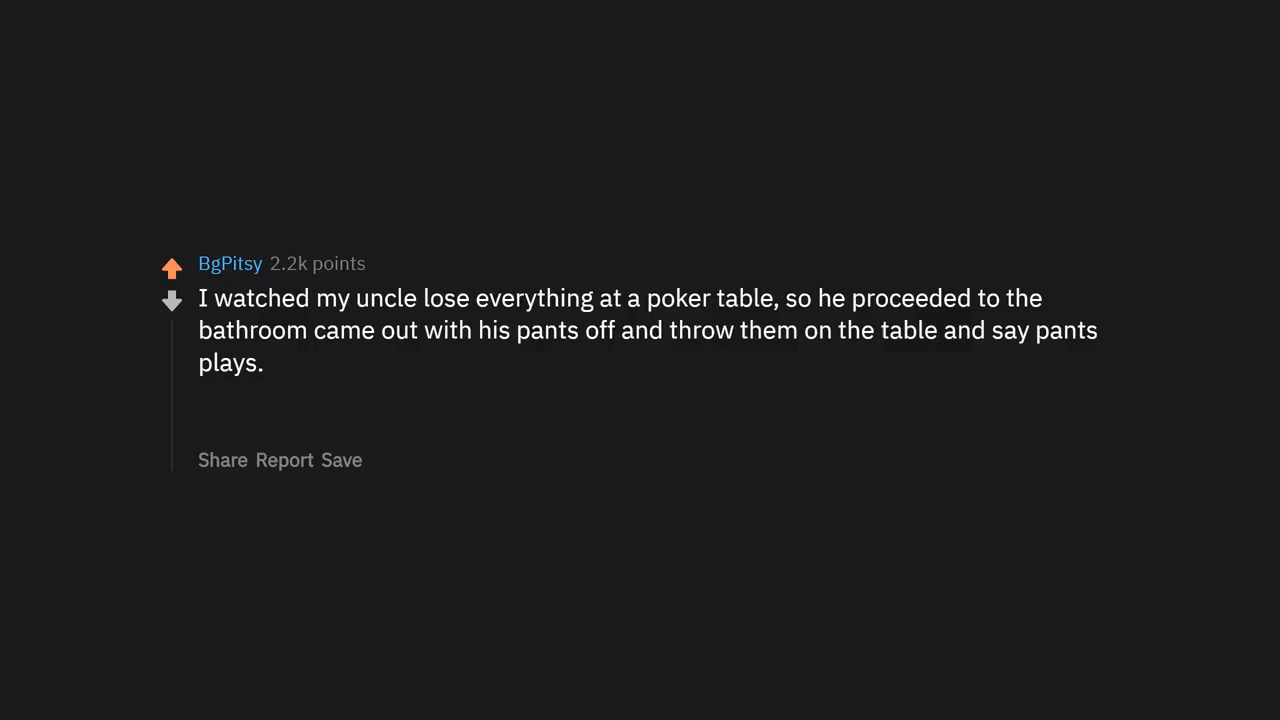 BgPitsy 2.2k points
I watched my uncle lose everything at a poker table, so he proceeded to the
bathroom came out with his pants off and throw them on the table and say pants
plays.
Share Report Save